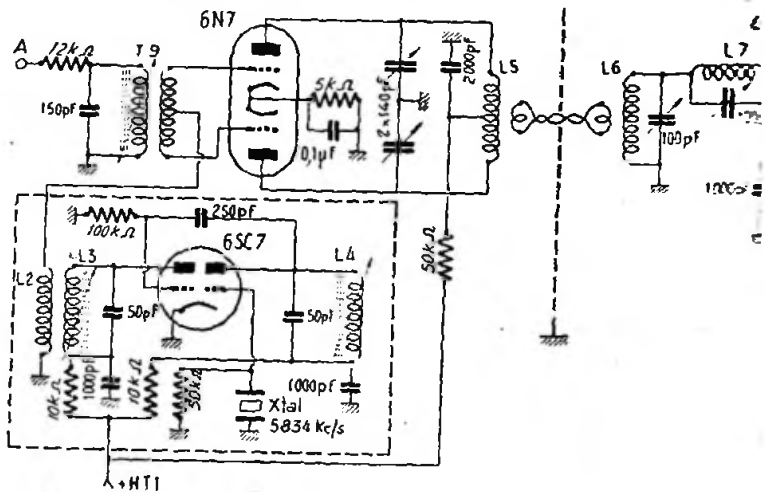 6N7
A
12kΩ
T9
150pF
5kΩ
0,1µF
2x140pF
2000pF
L5
L6
L7
100pF
250pF
100kΩ
6SC7
L2
L3
L4
50pF
50pF
50kΩ
1000pF
10kΩ
10kΩ
50kΩ
1000pF
Xtal
5834 Kc/s
+HT1